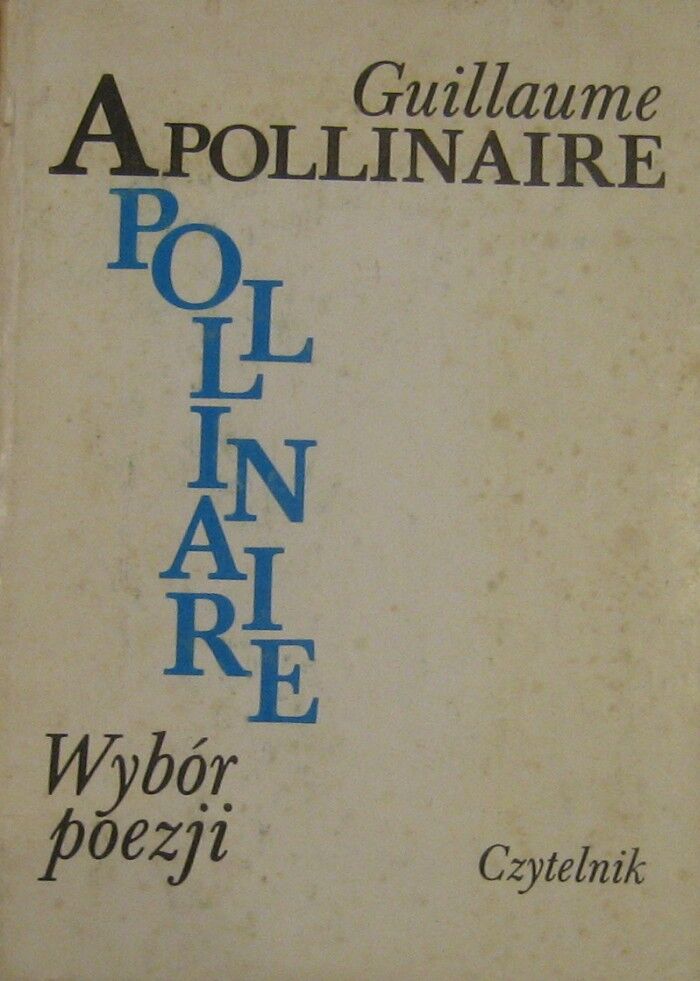 Guillaume
APOLLINAIRE
PO
LL
IN
AI
RE
Wybór
poezji
Czytelnik